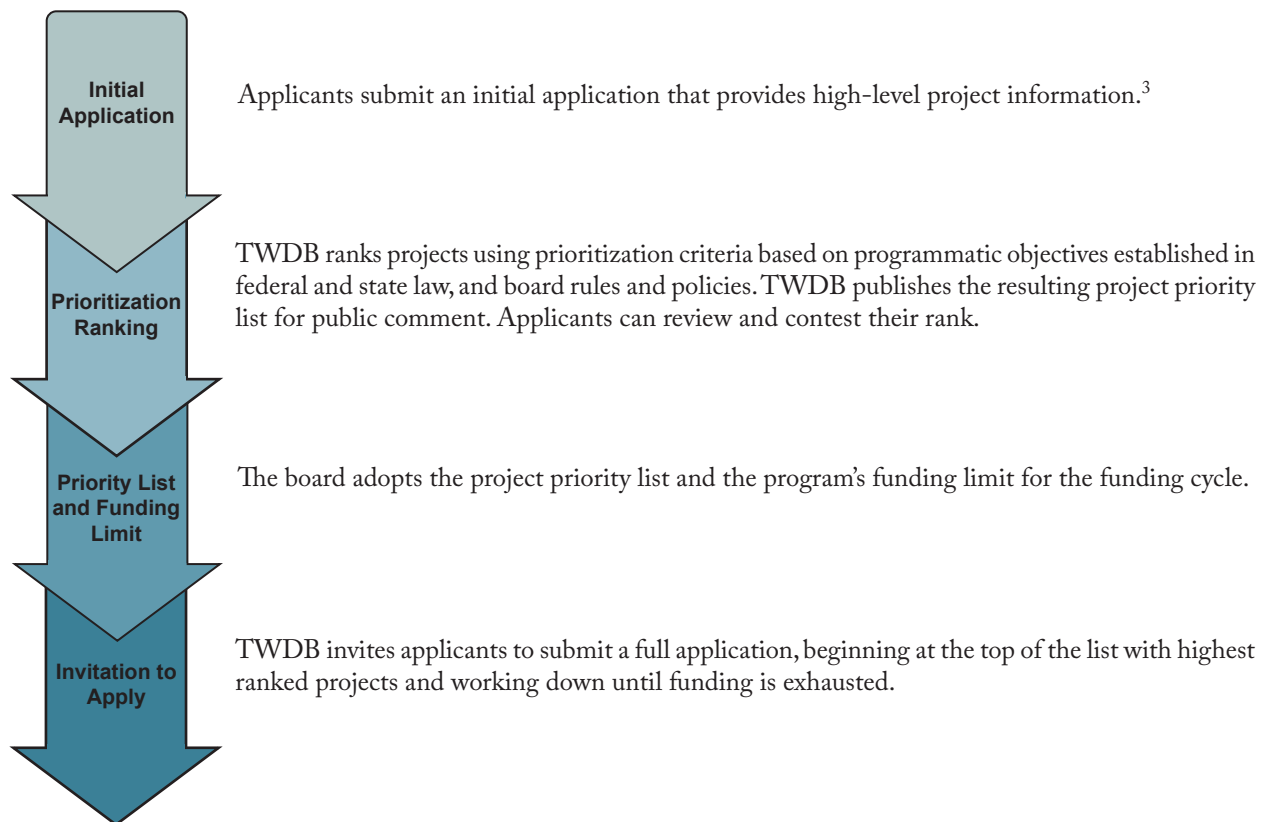 Initial
Application
Applicants submit an initial application that provides high-level project information.3
Prioritization
Ranking
TWDB ranks projects using prioritization criteria based on programmatic objectives established in
federal and state law, and board rules and policies. TWDB publishes the resulting project priority
list for public comment. Applicants can review and contest their rank.
Priority List
and Funding
Limit
The board adopts the project priority list and the program’s funding limit for the funding cycle.
Invitation to
Apply
TWDB invites applicants to submit a full application, beginning at the top of the list with highest
ranked projects and working down until funding is exhausted.